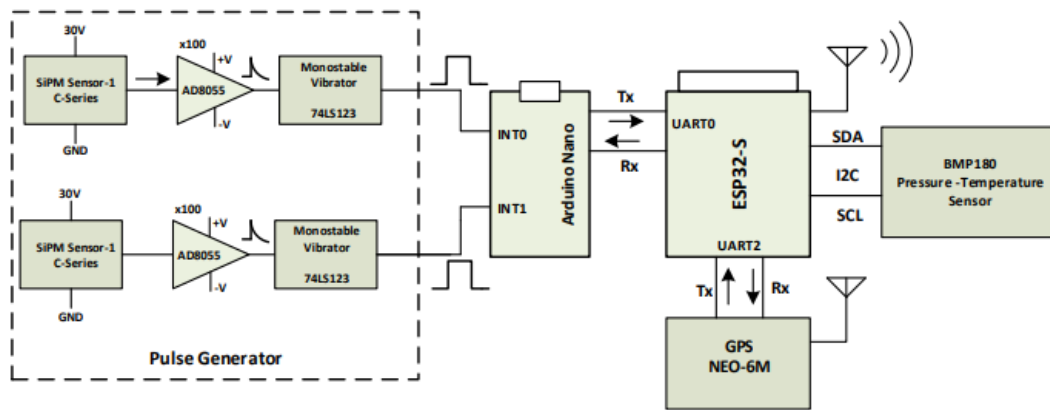 30V
SiPM Sensor-1
C-Series
GND
x100
+V
AD8055
-V
Monostable
Vibrator
74LS123
30V
SiPM Sensor-1
C-Series
GND
x100
+V
AD8055
-V
Monostable
Vibrator
74LS123
Pulse Generator
INT0
INT1
Arduino Nano
Tx
Rx
UART0
ESP32-S
UART2
SDA
I2C
SCL
BMP180
Pressure -Temperature
Sensor
Tx
Rx
GPS
NEO-6M